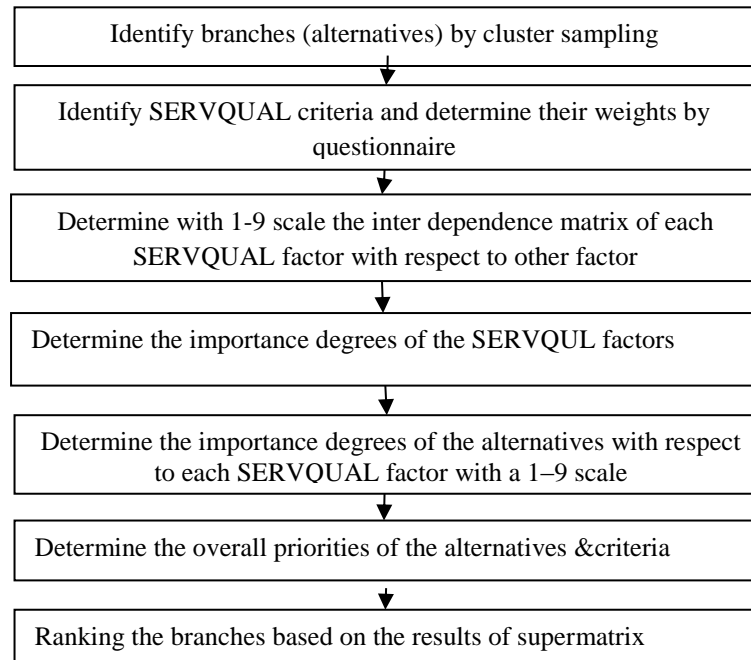 Identify branches (alternatives) by cluster sampling
Identify SERVQUAL criteria and determine their weights by
questionnaire
Determine with 1-9 scale the inter dependence matrix of each
SERVQUAL factor with respect to other factor
Determine the importance degrees of the SERVQUL factors
Determine the importance degrees of the alternatives with respect
to each SERVQUAL factor with a 1–9 scale
Determine the overall priorities of the alternatives &criteria
Ranking the branches based on the results of supermatrix